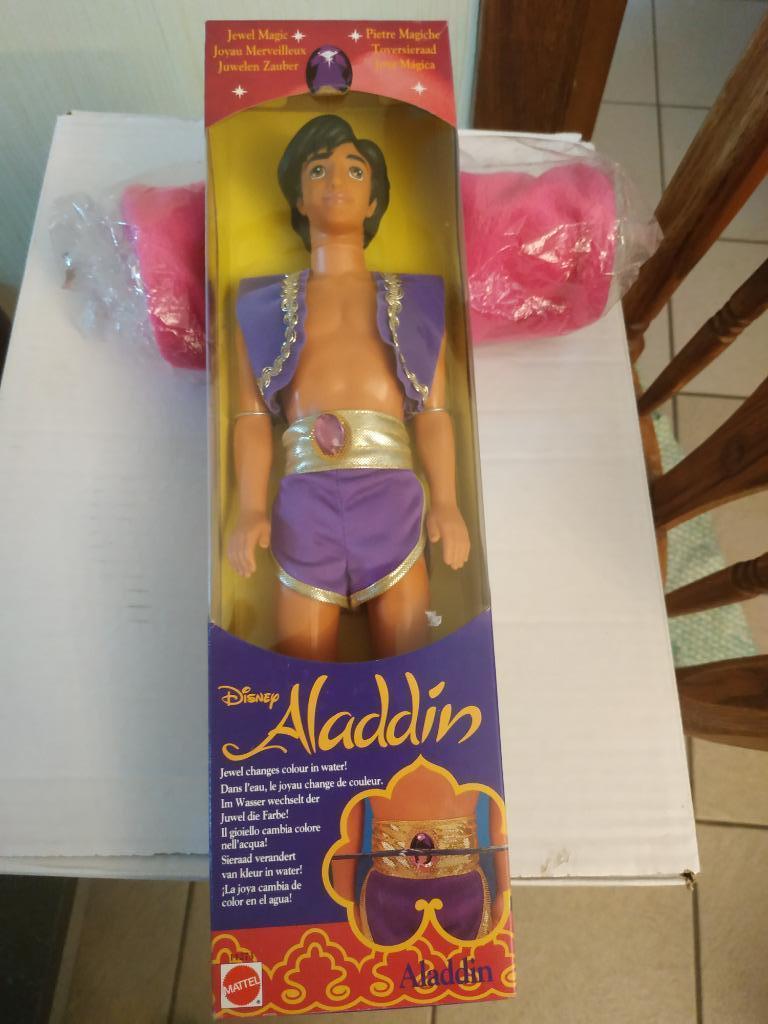 Jewel Magic
Joyau Merveilleux
Juwelen Zauber
Pietre Magiche
Toversieraad
Joya Mágica
Disney
Aladdin
Jewel changes colour in water!
Dans l'eau, le joyau change de couleur.
Im Wasser wechselt der
Juwel die Farbe!
Il gioiello cambia colore
nell'acqua!
Sieraad verandert
van kleur in water!
¡La joya cambia de
color en el agua!
MATTEL
Aladdin